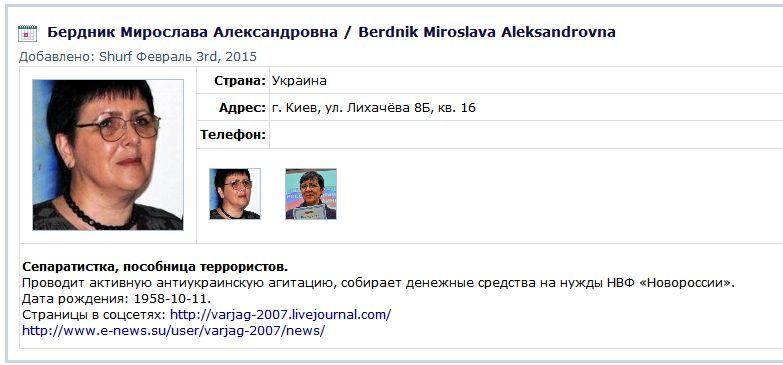 Бердник Мирослава Александровна / Berdnik Miroslava Aleksandrovna
Добавлено: Shurf Февраль 3rd, 2015
Страна: Украина
Адрес: г. Киев, ул. Лихачёва 8Б, кв. 16
Телефон:
Сепаратистка, пособница террористов.
Проводит активную антиукраинскую агитацию, собирает денежные средства на нужды НВФ «Новороссии».
Дата рождения: 1958-10-11.
Страницы в соцсетях: http://varjag-2007.livejournal.com/
http://www.e-news.su/user/varjag-2007/news/